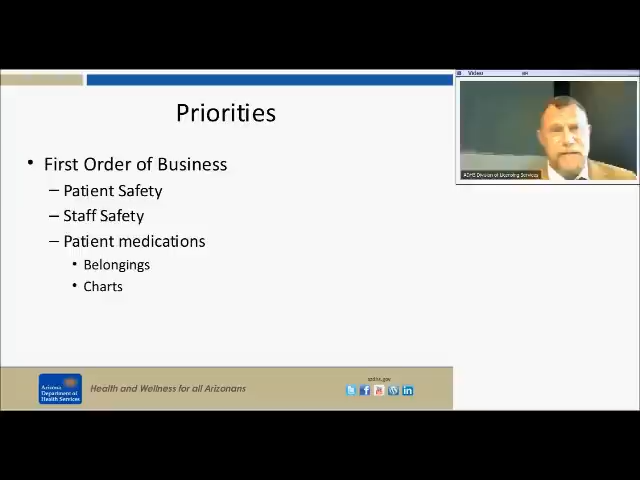 Video
Priorities
• First Order of Business
– Patient Safety
– Staff Safety
– Patient medications
• Belongings
• Charts
ADHS Division of Licensing Services
Arizona
Department of
Health Services
Health and Wellness for all Arizonans
azdhs.gov